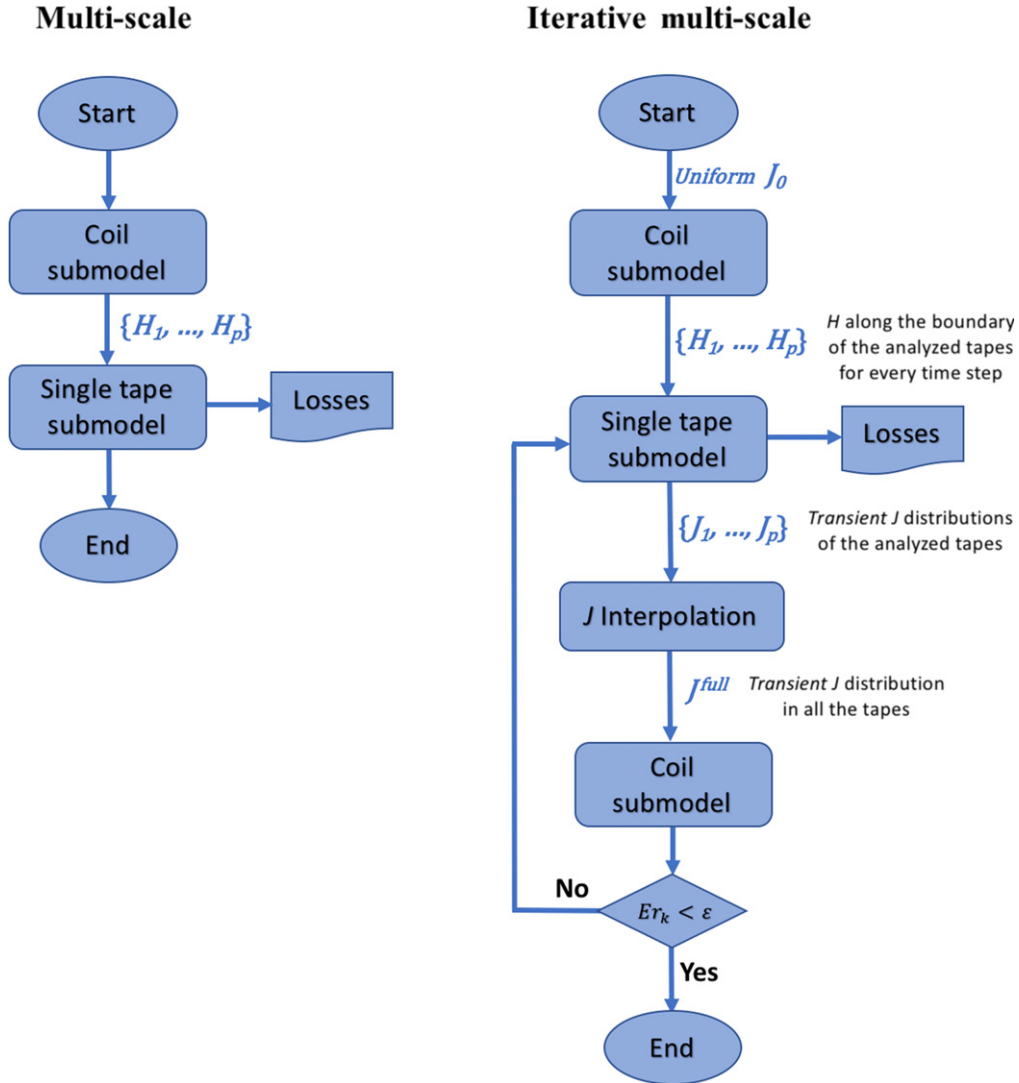 Multi-scale
Start
Coil
submodel
{H₁, ..., Hₚ}
Single tape
submodel
Losses
End
Iterative multi-scale
Start
Uniform J₀
Coil
submodel
{H₁, ..., Hₚ}
H along the boundary
of the analyzed tapes
for every time step
Single tape
submodel
Losses
{J₁, ..., Jₚ}
Transient J distributions
of the analyzed tapes
J Interpolation
J^full
Transient J distribution
in all the tapes
Coil
submodel
No
Erₖ < ε
Yes
End